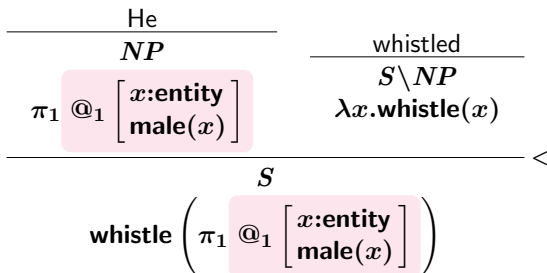 He
whistled
NP
S\NP
π₁ @₁ [x:entity
male(x)]
λx.whistle(x)
<
S
whistle (π₁ @₁ [x:entity
male(x)])